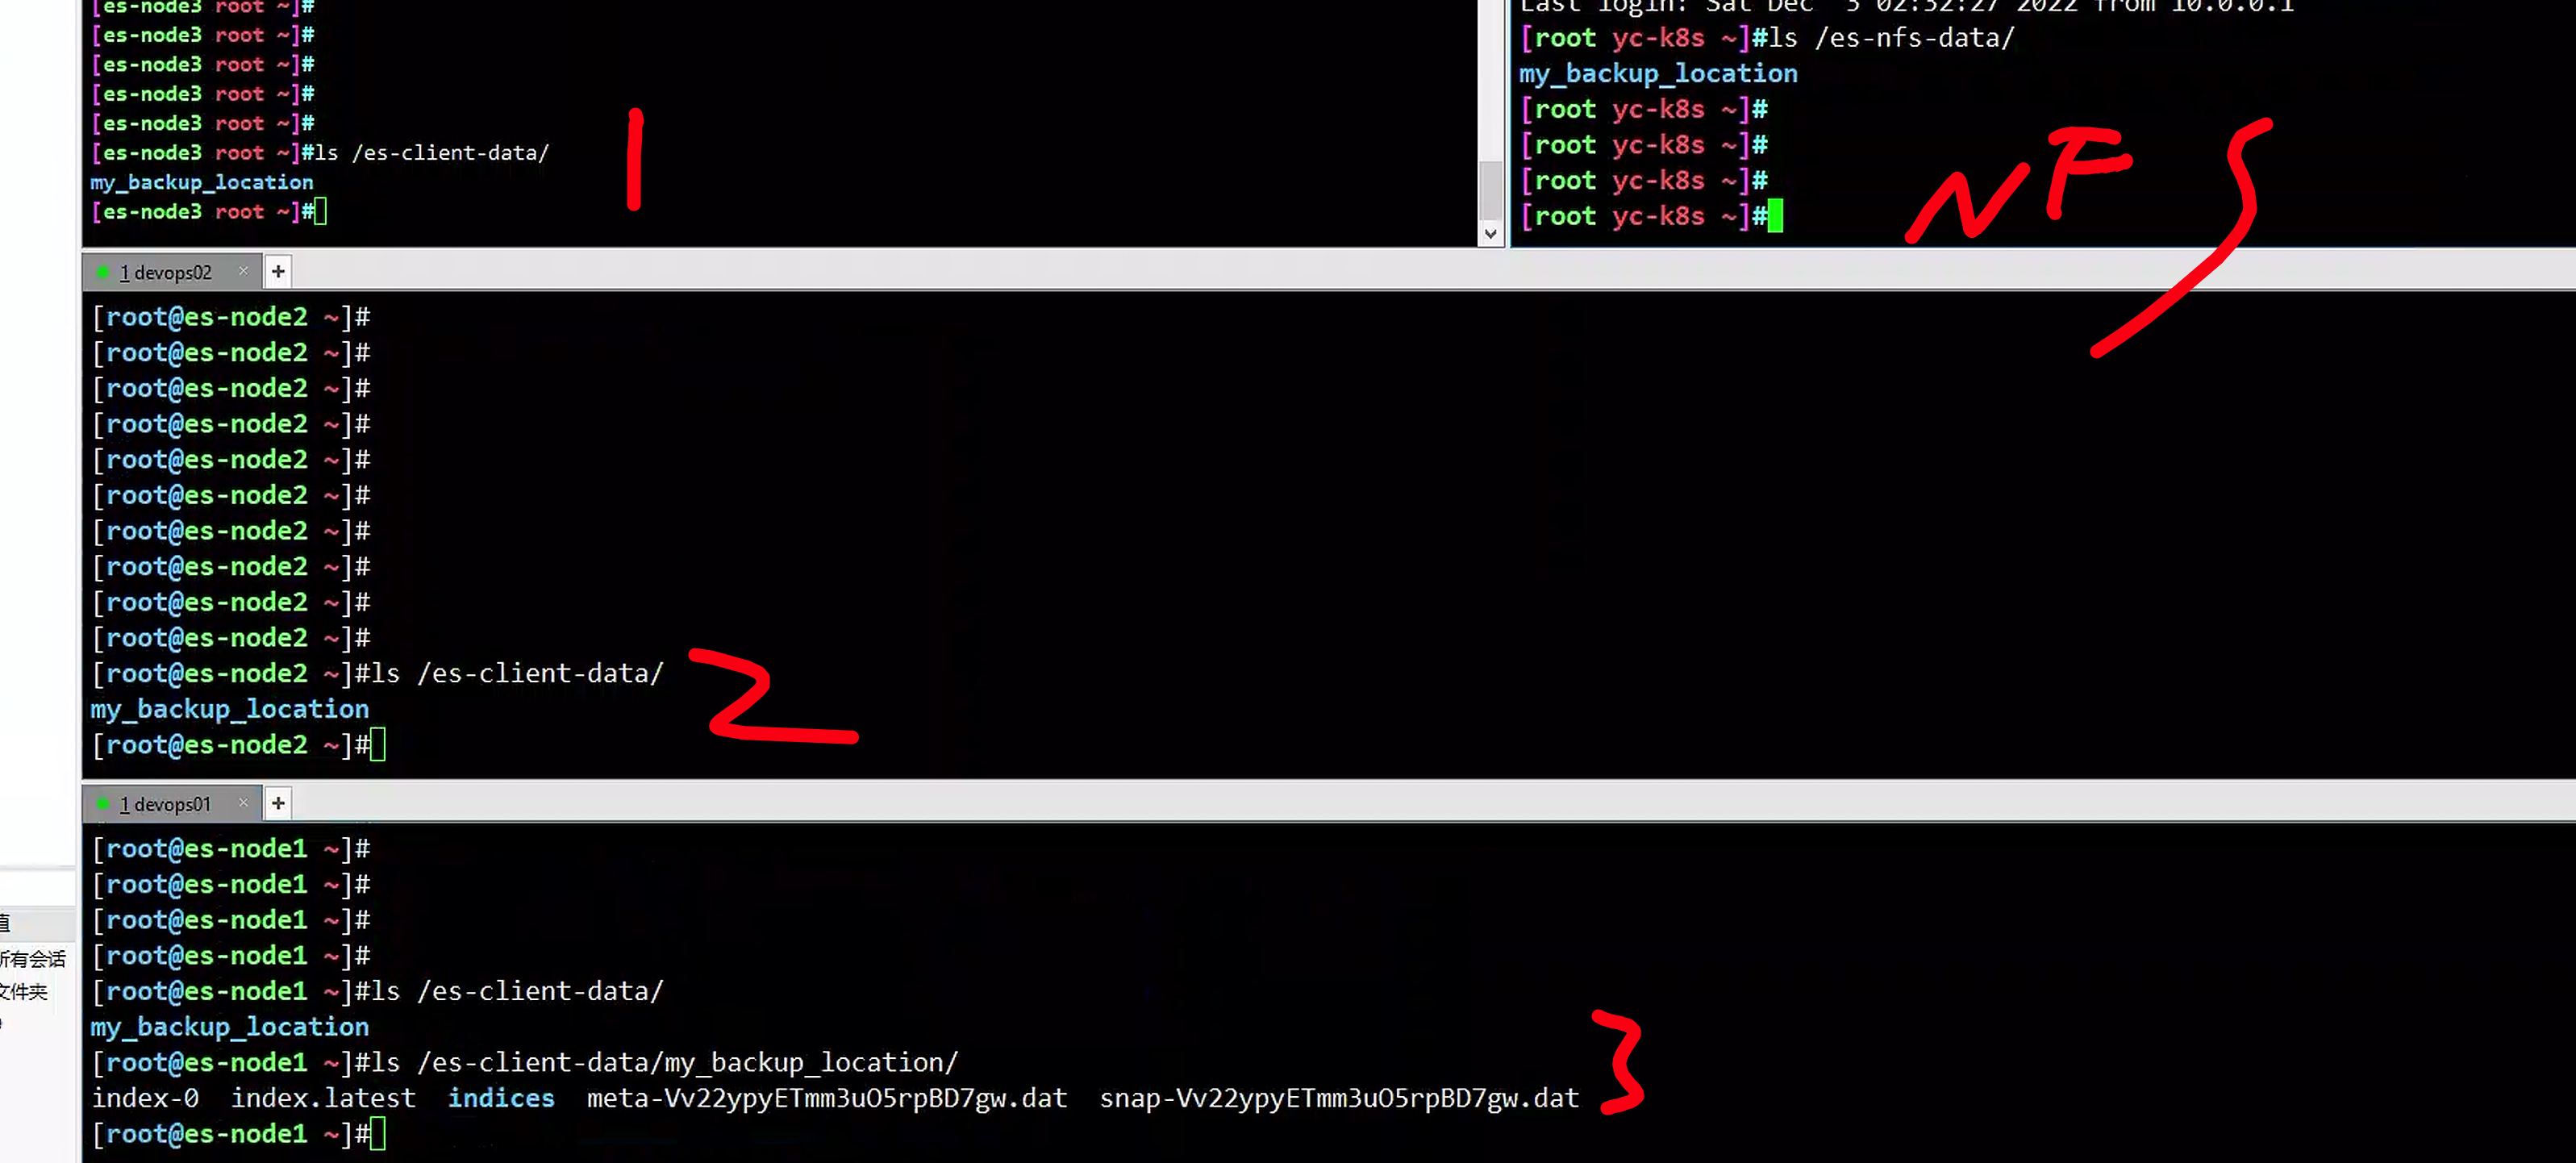 [es-node3 root ~]#
[es-node3 root ~]#
[es-node3 root ~]#
[es-node3 root ~]#
[es-node3 root ~]#
[es-node3 root ~]#ls /es-client-data/
my_backup_location
[es-node3 root ~]#
1
Last login: Sat Dec  3 02:32:27 2022 from 10.0.0.1
[root yc-k8s ~]#ls /es-nfs-data/
my_backup_location
[root yc-k8s ~]#
[root yc-k8s ~]#
[root yc-k8s ~]#
[root yc-k8s ~]#
NFS
1 devops02 × +
[root@es-node2 ~]#
[root@es-node2 ~]#
[root@es-node2 ~]#
[root@es-node2 ~]#
[root@es-node2 ~]#
[root@es-node2 ~]#
[root@es-node2 ~]#
[root@es-node2 ~]#
[root@es-node2 ~]#
[root@es-node2 ~]#
[root@es-node2 ~]#ls /es-client-data/
my_backup_location
[root@es-node2 ~]#
2
1 devops01 × +
[root@es-node1 ~]#
[root@es-node1 ~]#
[root@es-node1 ~]#
[root@es-node1 ~]#
[root@es-node1 ~]#ls /es-client-data/
my_backup_location
[root@es-node1 ~]#ls /es-client-data/my_backup_location/
index-0  index.latest  indices  meta-Vv22ypyETmm3uO5rpBD7gw.dat  snap-Vv22ypyETmm3uO5rpBD7gw.dat
[root@es-node1 ~]#
3
值
所有会话
文件夹